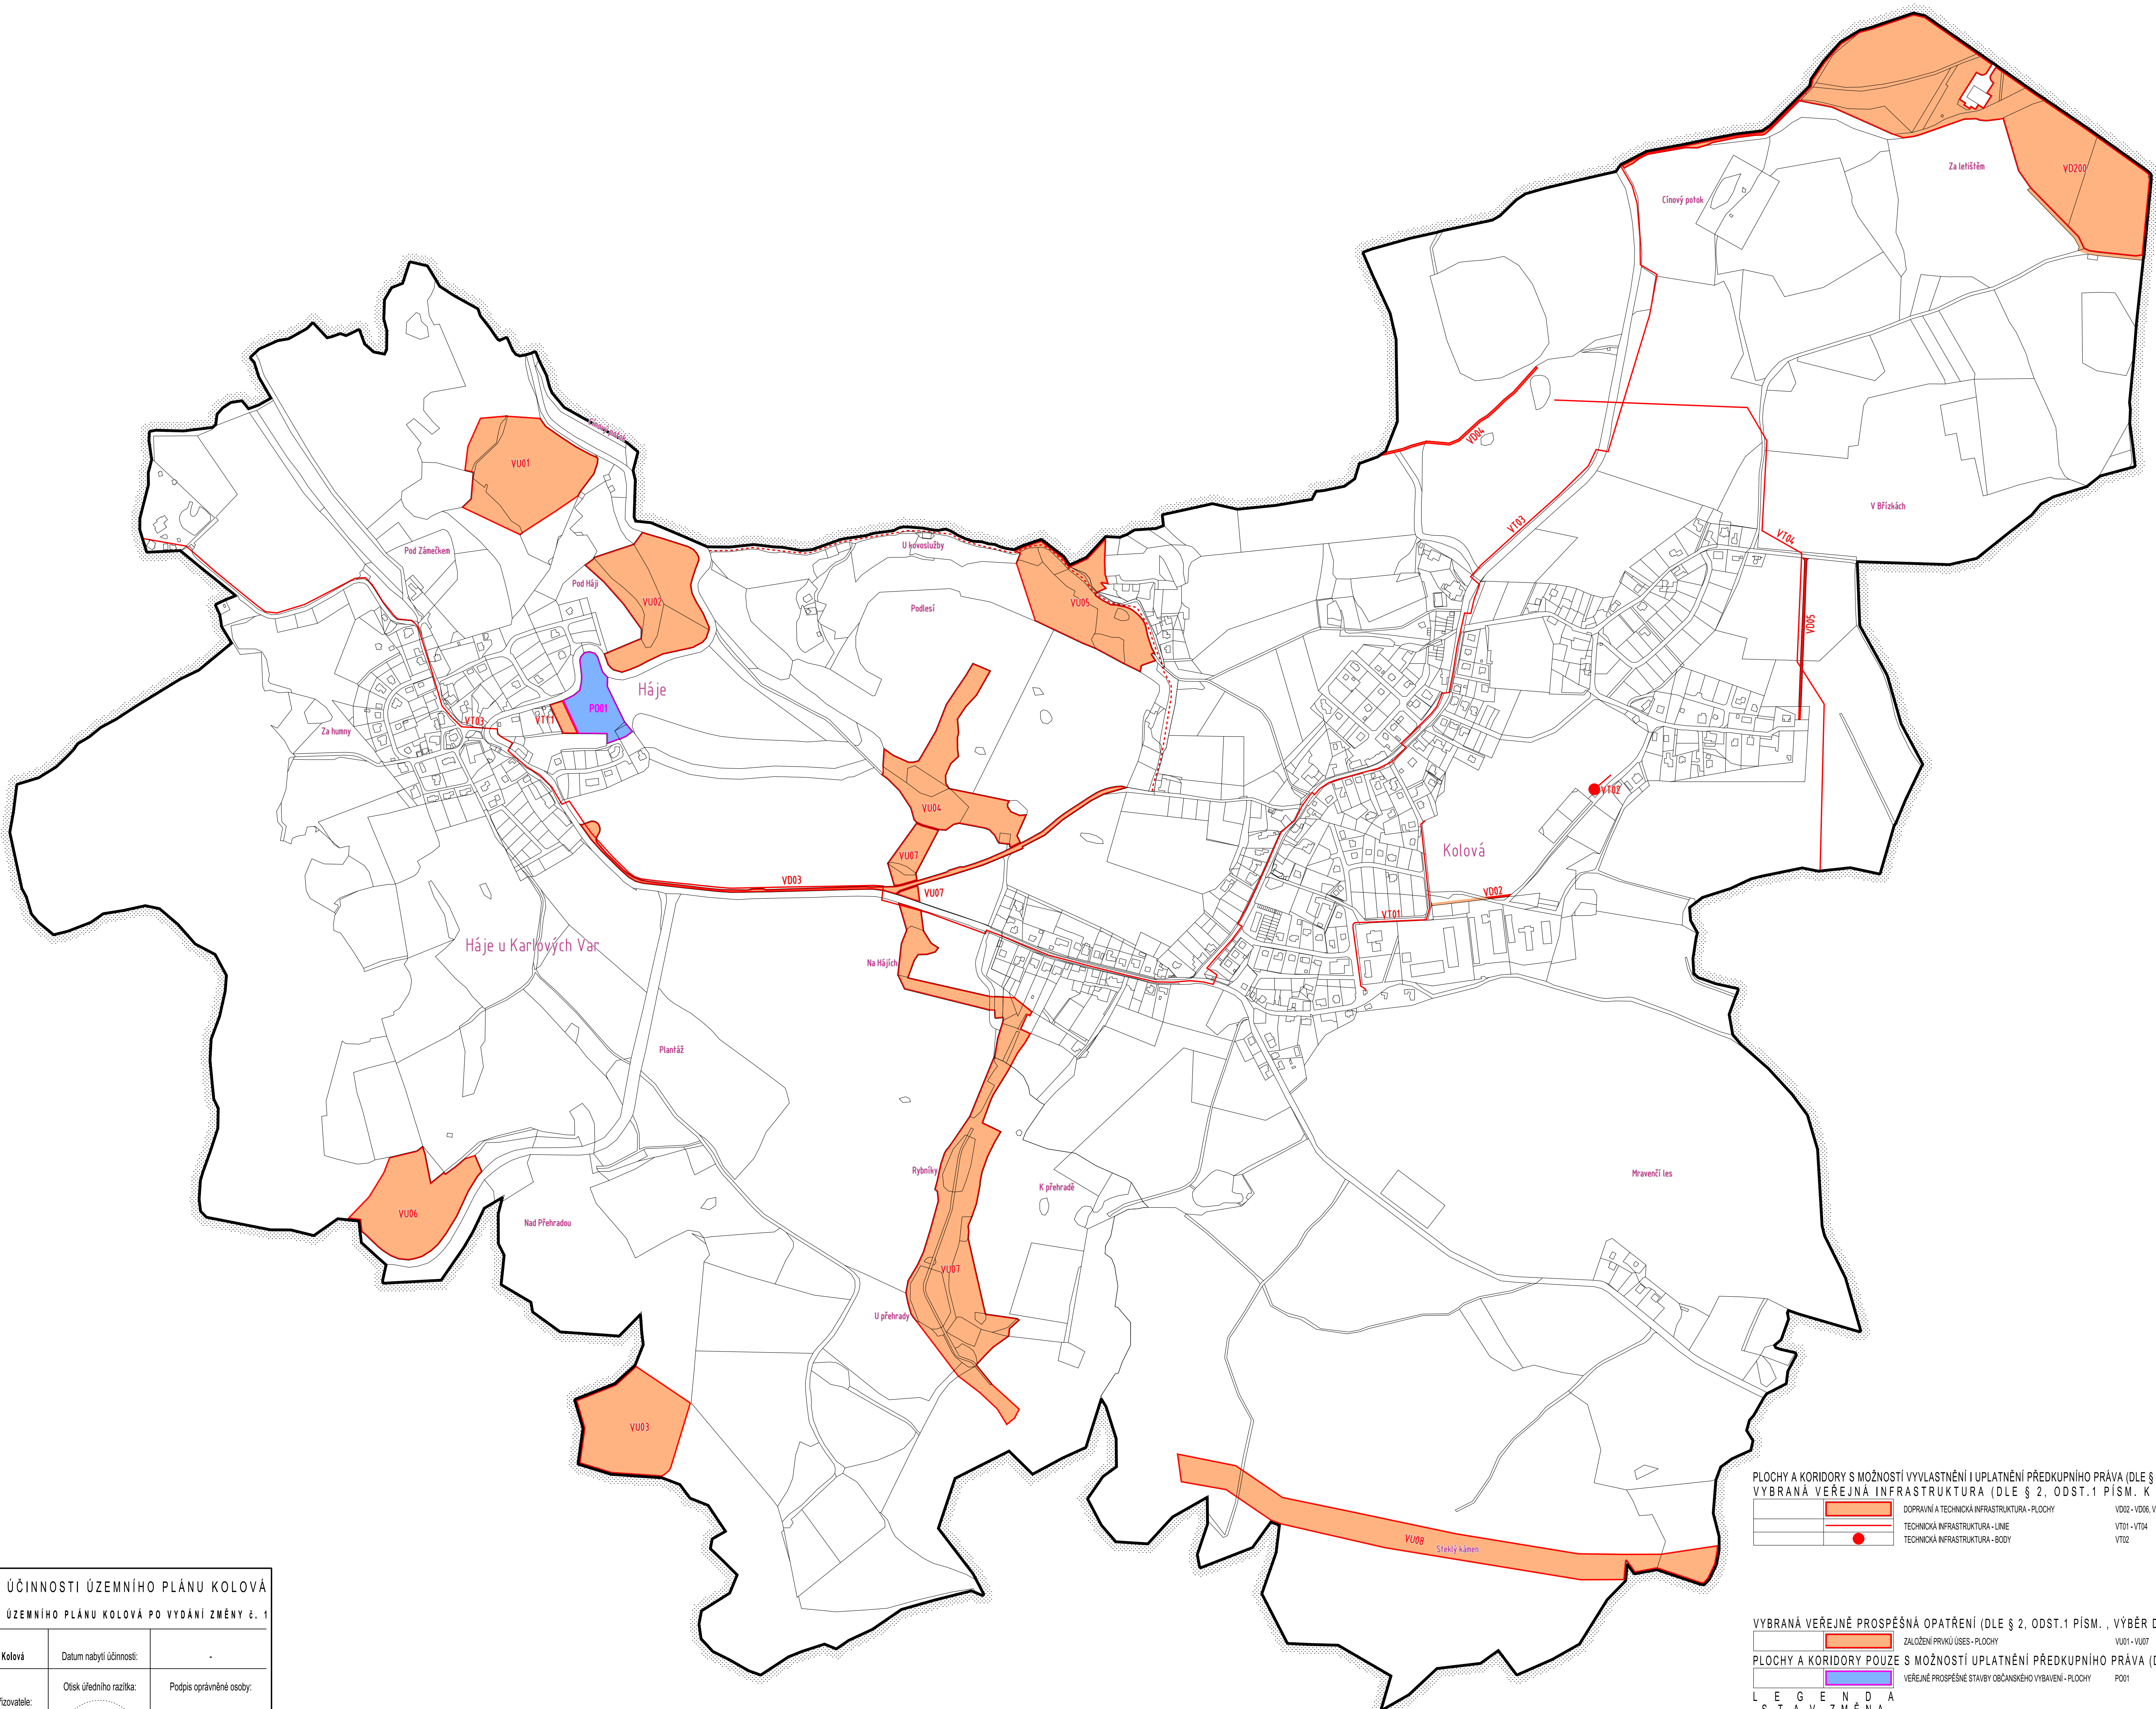 Za letištěm
VD200
Cínový potok
Cínový potok
VD04
VU01
V Břízkách
VT03
VT04
U kovoslužby
Pod Zámečkem
Pod Háji
VU02
VU05
Podlesí
VD05
Háje
PO01
VT11
VT03
Za humny
VT02
VU04
Kolová
VU07
VD03
VU07
VD02
VT01
Háje u Karlových Var
Na Hájích
Plantáž
Rybníky
K přehradě
Mravenčí les
VU06
Nad Přehradou
VU07
U přehrady
VU03
VU08
Steklý kámen
PLOCHY A KORIDORY S MOŽNOSTÍ VYVLASTNĚNÍ I UPLATNĚNÍ PŘEDKUPNÍHO PRÁVA (DLE §
VYBRANÁ VEŘEJNÁ INFRASTRUKTURA (DLE § 2, ODST.1 PÍSM. K
DOPRAVNÍ A TECHNICKÁ INFRASTRUKTURA - PLOCHY VD02 - VD06, V
TECHNICKÁ INFRASTRUKTURA - LINIE VT01 - VT04
TECHNICKÁ INFRASTRUKTURA - BODY VT02
VYBRANÁ VEŘEJNĚ PROSPĚŠNÁ OPATŘENÍ (DLE § 2, ODST.1 PÍSM. , VÝBĚR D
ZALOŽENÍ PRVKŮ ÚSES - PLOCHY VU01 - VU07
PLOCHY A KORIDORY POUZE S MOŽNOSTÍ UPLATNĚNÍ PŘEDKUPNÍHO PRÁVA (D
VEŘEJNĚ PROSPĚŠNÉ STAVBY OBČANSKÉHO VYBAVENÍ - PLOCHY PO01
L E G E N D A
S T A V Z M Ě N A
ÚČINNOSTI ÚZEMNÍHO PLÁNU KOLOVÁ
ÚZEMNÍHO PLÁNU KOLOVÁ PO VYDÁNÍ ZMĚNY č. 1
Kolová Datum nabytí účinnosti: -
Otisk úředního razítka: Podpis oprávněné osoby:
řizovatele: